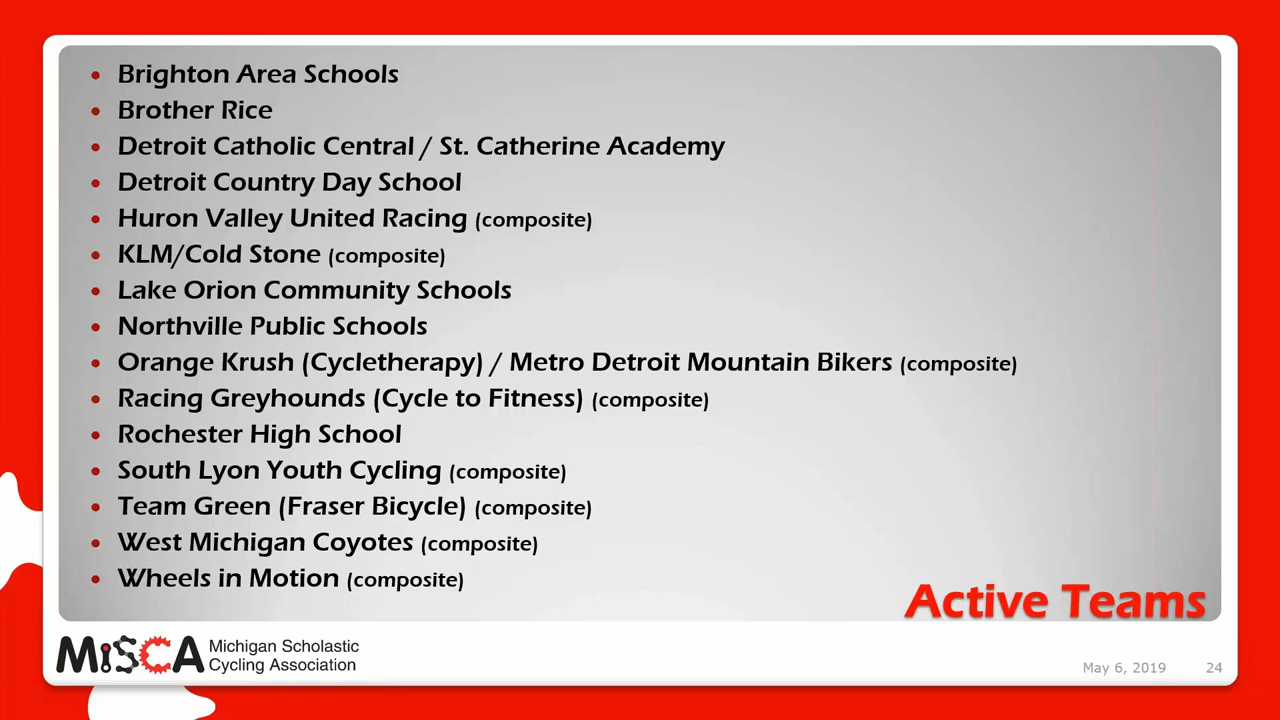 • Brighton Area Schools
• Brother Rice
• Detroit Catholic Central / St. Catherine Academy
• Detroit Country Day School
• Huron Valley United Racing (composite)
• KLM/Cold Stone (composite)
• Lake Orion Community Schools
• Northville Public Schools
• Orange Krush (Cycletherapy) / Metro Detroit Mountain Bikers (composite)
• Racing Greyhounds (Cycle to Fitness) (composite)
• Rochester High School
• South Lyon Youth Cycling (composite)
• Team Green (Fraser Bicycle) (composite)
• West Michigan Coyotes (composite)
• Wheels in Motion (composite)
Active Teams
MiSCA Michigan Scholastic
Cycling Association
May 6, 2019 24